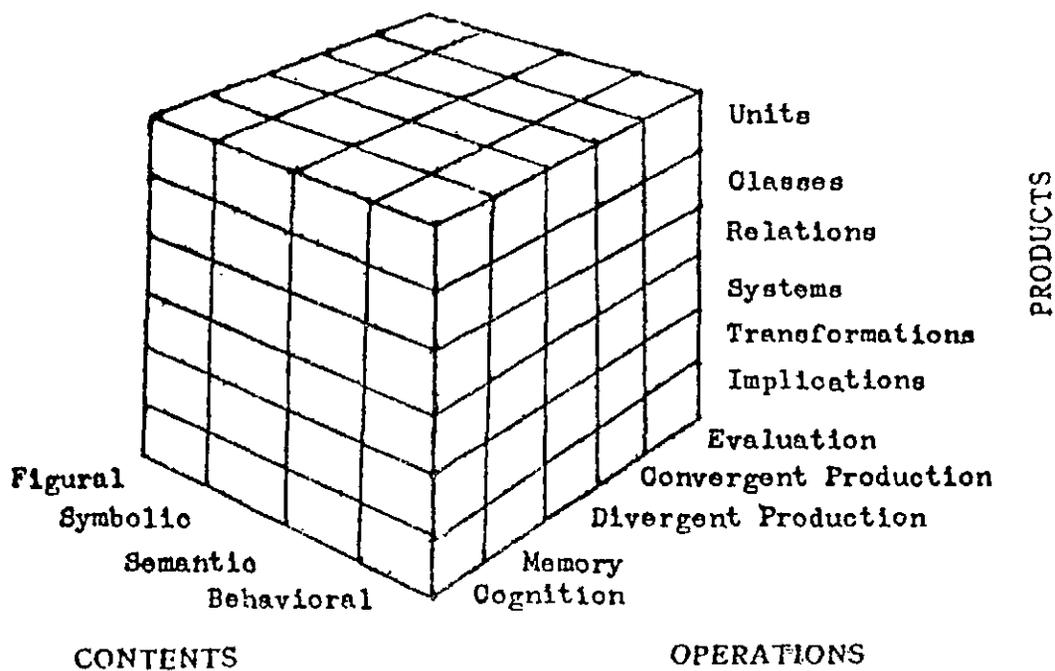 Units
Classes
Relations
Systems
Transformations
Implications
PRODUCTS
Evaluation
Convergent Production
Divergent Production
Memory
Cognition
Figural
Symbolic
Semantic
Behavioral
CONTENTS
OPERATIONS